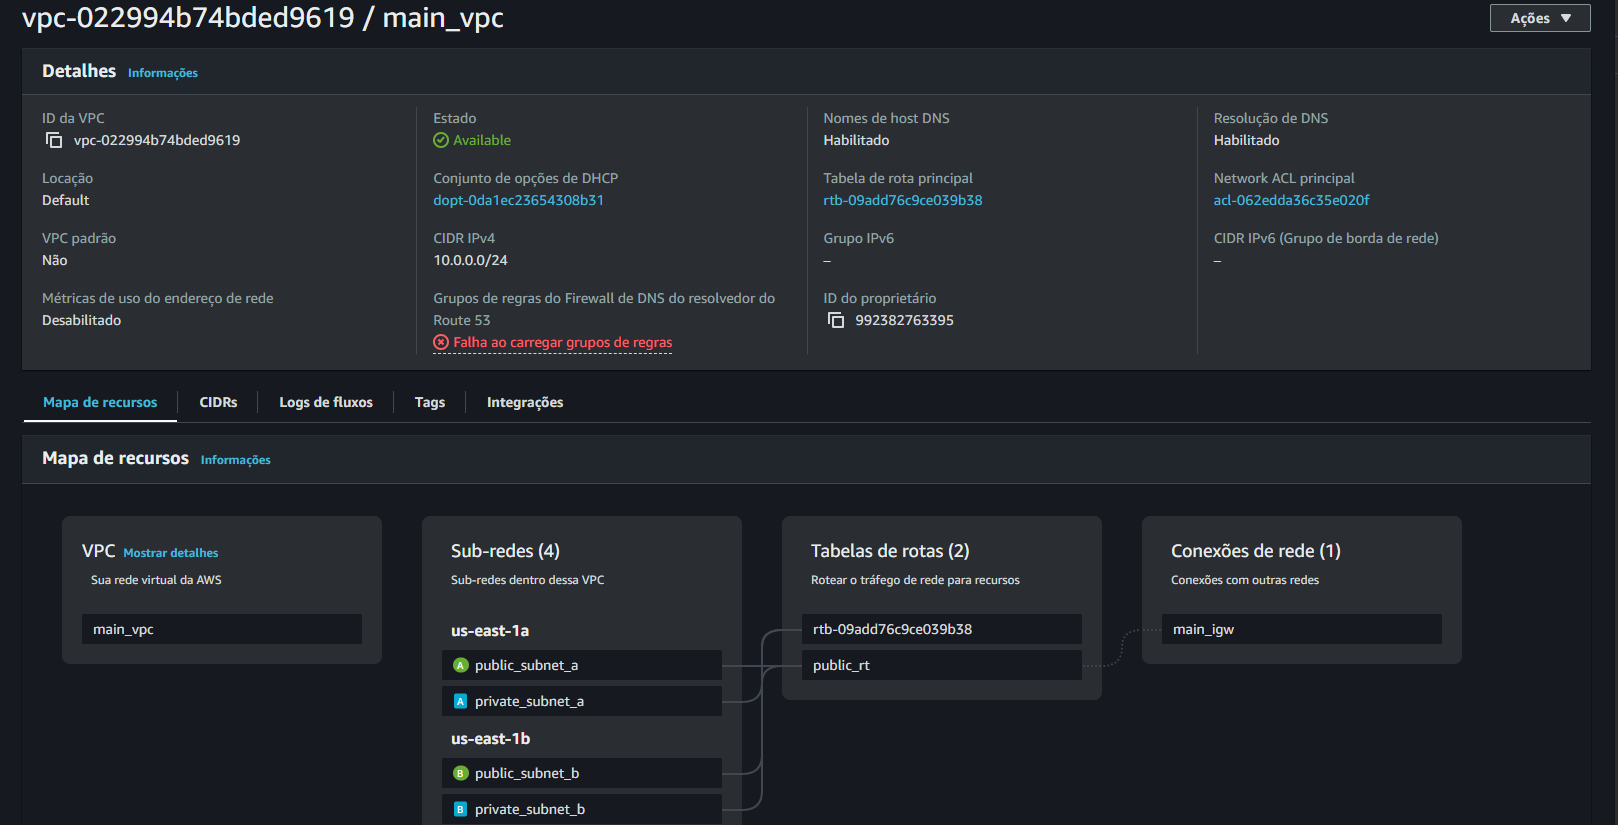 vpc-022994b74bded9619 / main_vpc
Ações
Detalhes Informações
ID da VPC
vpc-022994b74bded9619
Estado
Available
Nomes de host DNS
Habilitado
Resolução de DNS
Habilitado
Locação
Default
Conjunto de opções de DHCP
dopt-0da1ec23654308b31
Tabela de rota principal
rtb-09add76c9ce039b38
Network ACL principal
acl-062edda36c35e020f
VPC padrão
Não
CIDR IPv4
10.0.0.0/24
Grupo IPv6
–
CIDR IPv6 (Grupo de borda de rede)
–
Métricas de uso do endereço de rede
Desabilitado
Grupos de regras do Firewall de DNS do resolvedor do
Route 53
Falha ao carregar grupos de regras
ID do proprietário
992382763395
Mapa de recursos
CIDRs
Logs de fluxos
Tags
Integrações
Mapa de recursos Informações
VPC Mostrar detalhes
Sua rede virtual da AWS
main_vpc
Sub-redes (4)
Sub-redes dentro dessa VPC
us-east-1a
A public_subnet_a
A private_subnet_a
us-east-1b
B public_subnet_b
B private_subnet_b
Tabelas de rotas (2)
Rotear o tráfego de rede para recursos
rtb-09add76c9ce039b38
public_rt
Conexões de rede (1)
Conexões com outras redes
main_igw